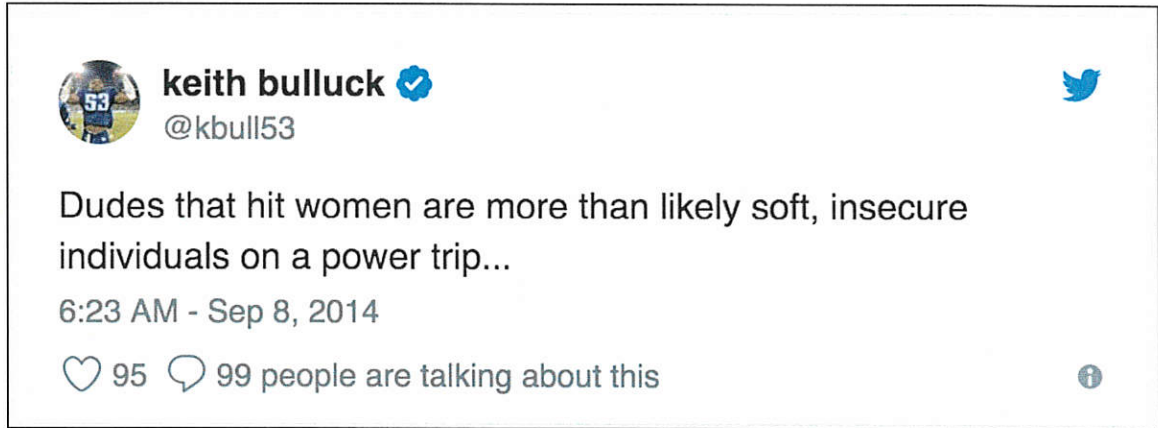 keith bulluck
@kbull53
53
Dudes that hit women are more than likely soft, insecure
individuals on a power trip...
6:23 AM - Sep 8, 2014
95 99 people are talking about this